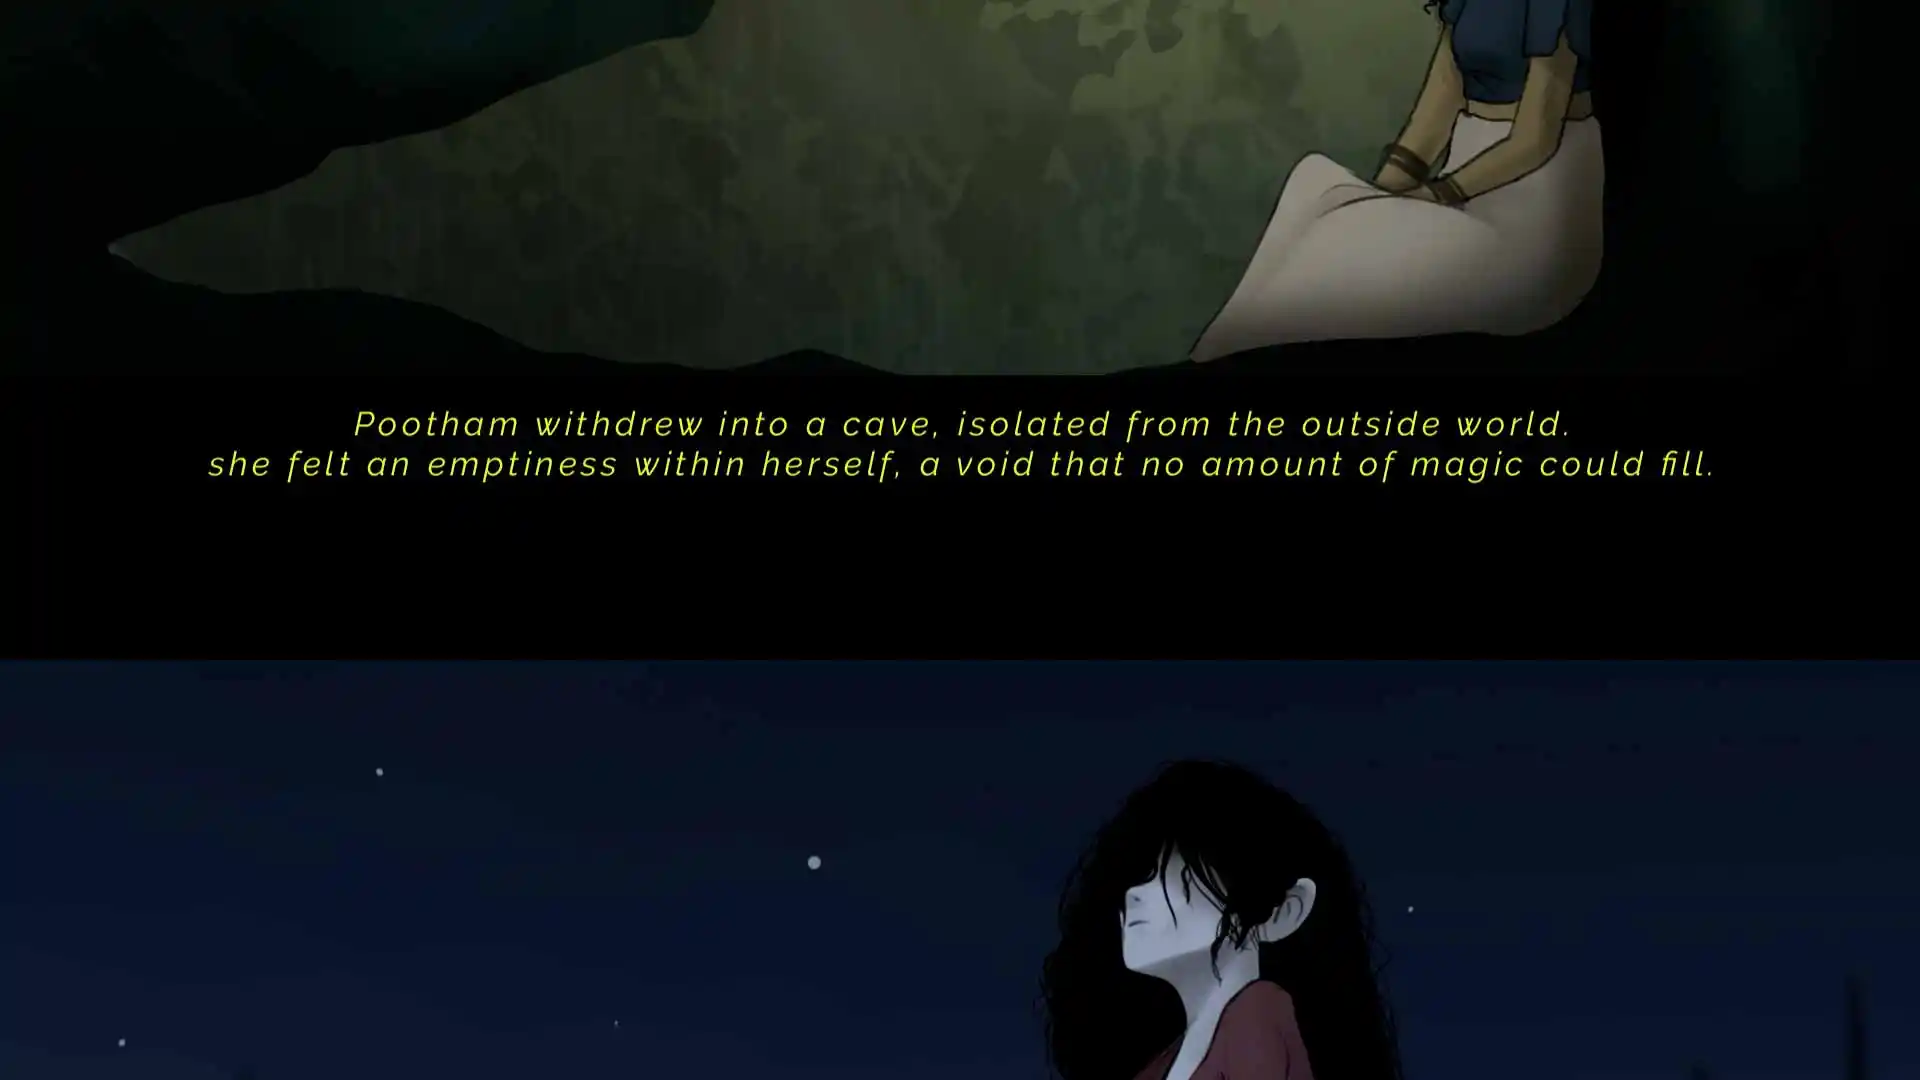 Pootham withdrew into a cave, isolated from the outside world.
she felt an emptiness within herself, a void that no amount of magic could fill.